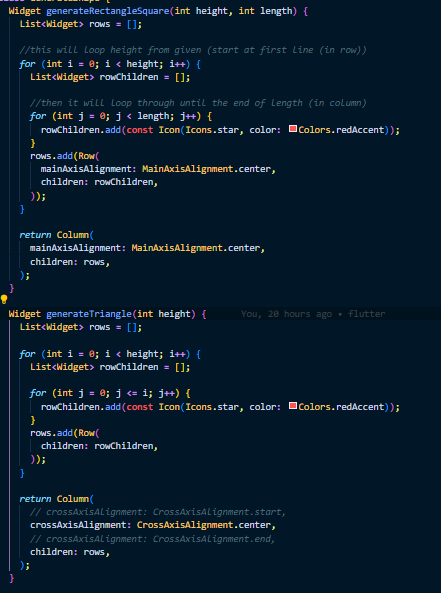 Widget generateRectangleSquare(int height, int length) {
  List<Widget> rows = [];

  //this will loop height from given (start at first line (in row))
  for (int i = 0; i < height; i++) {
    List<Widget> rowChildren = [];

    //then it will loop through until the end of length (in column)
    for (int j = 0; j < length; j++) {
      rowChildren.add(const Icon(Icons.star, color: Colors.redAccent));
    }
    rows.add(Row(
      mainAxisAlignment: MainAxisAlignment.center,
      children: rowChildren,
    ));
  }

  return Column(
    mainAxisAlignment: MainAxisAlignment.center,
    children: rows,
  );
}

Widget generateTriangle(int height) {      You, 20 hours ago • flutter
  List<Widget> rows = [];

  for (int i = 0; i < height; i++) {
    List<Widget> rowChildren = [];

    for (int j = 0; j <= i; j++) {
      rowChildren.add(const Icon(Icons.star, color: Colors.redAccent));
    }
    rows.add(Row(
      children: rowChildren,
    ));
  }

  return Column(
    // crossAxisAlignment: CrossAxisAlignment.start,
    crossAxisAlignment: CrossAxisAlignment.center,
    // crossAxisAlignment: CrossAxisAlignment.end,
    children: rows,
  );
}